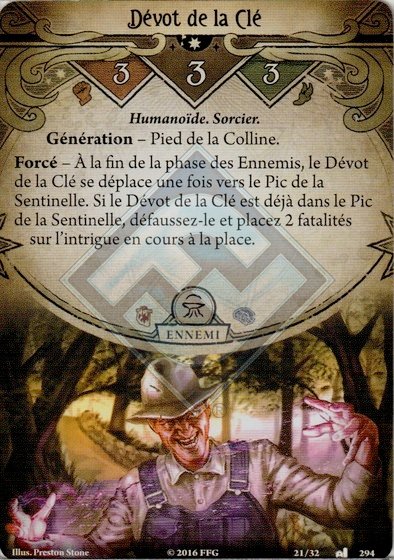 Dévot de la Clé
3 3 3
Humanoïde. Sorcier.
Génération – Pied de la Colline.
Forcé – À la fin de la phase des Ennemis, le Dévot
de la Clé se déplace une fois vers le Pic de la
Sentinelle. Si le Dévot de la Clé est déjà dans le Pic
de la Sentinelle, défaussez-le et placez 2 fatalités
sur l'intrigue en cours à la place.
ENNEMI
Illus. Preston Stone © 2016 FFG 21/32 294